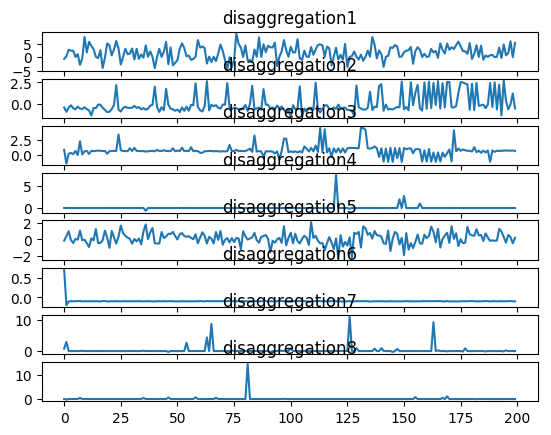 disaggregation1
5
0
−5
disaggregation2
2.5
0.0
disaggregation3
2.5
0.0
disaggregation4
5
0
disaggregation5
2
0
−2
disaggregation6
0.5
0.0
disaggregation7
10
0
disaggregation8
10
0
0 25 50 75 100 125 150 175 200